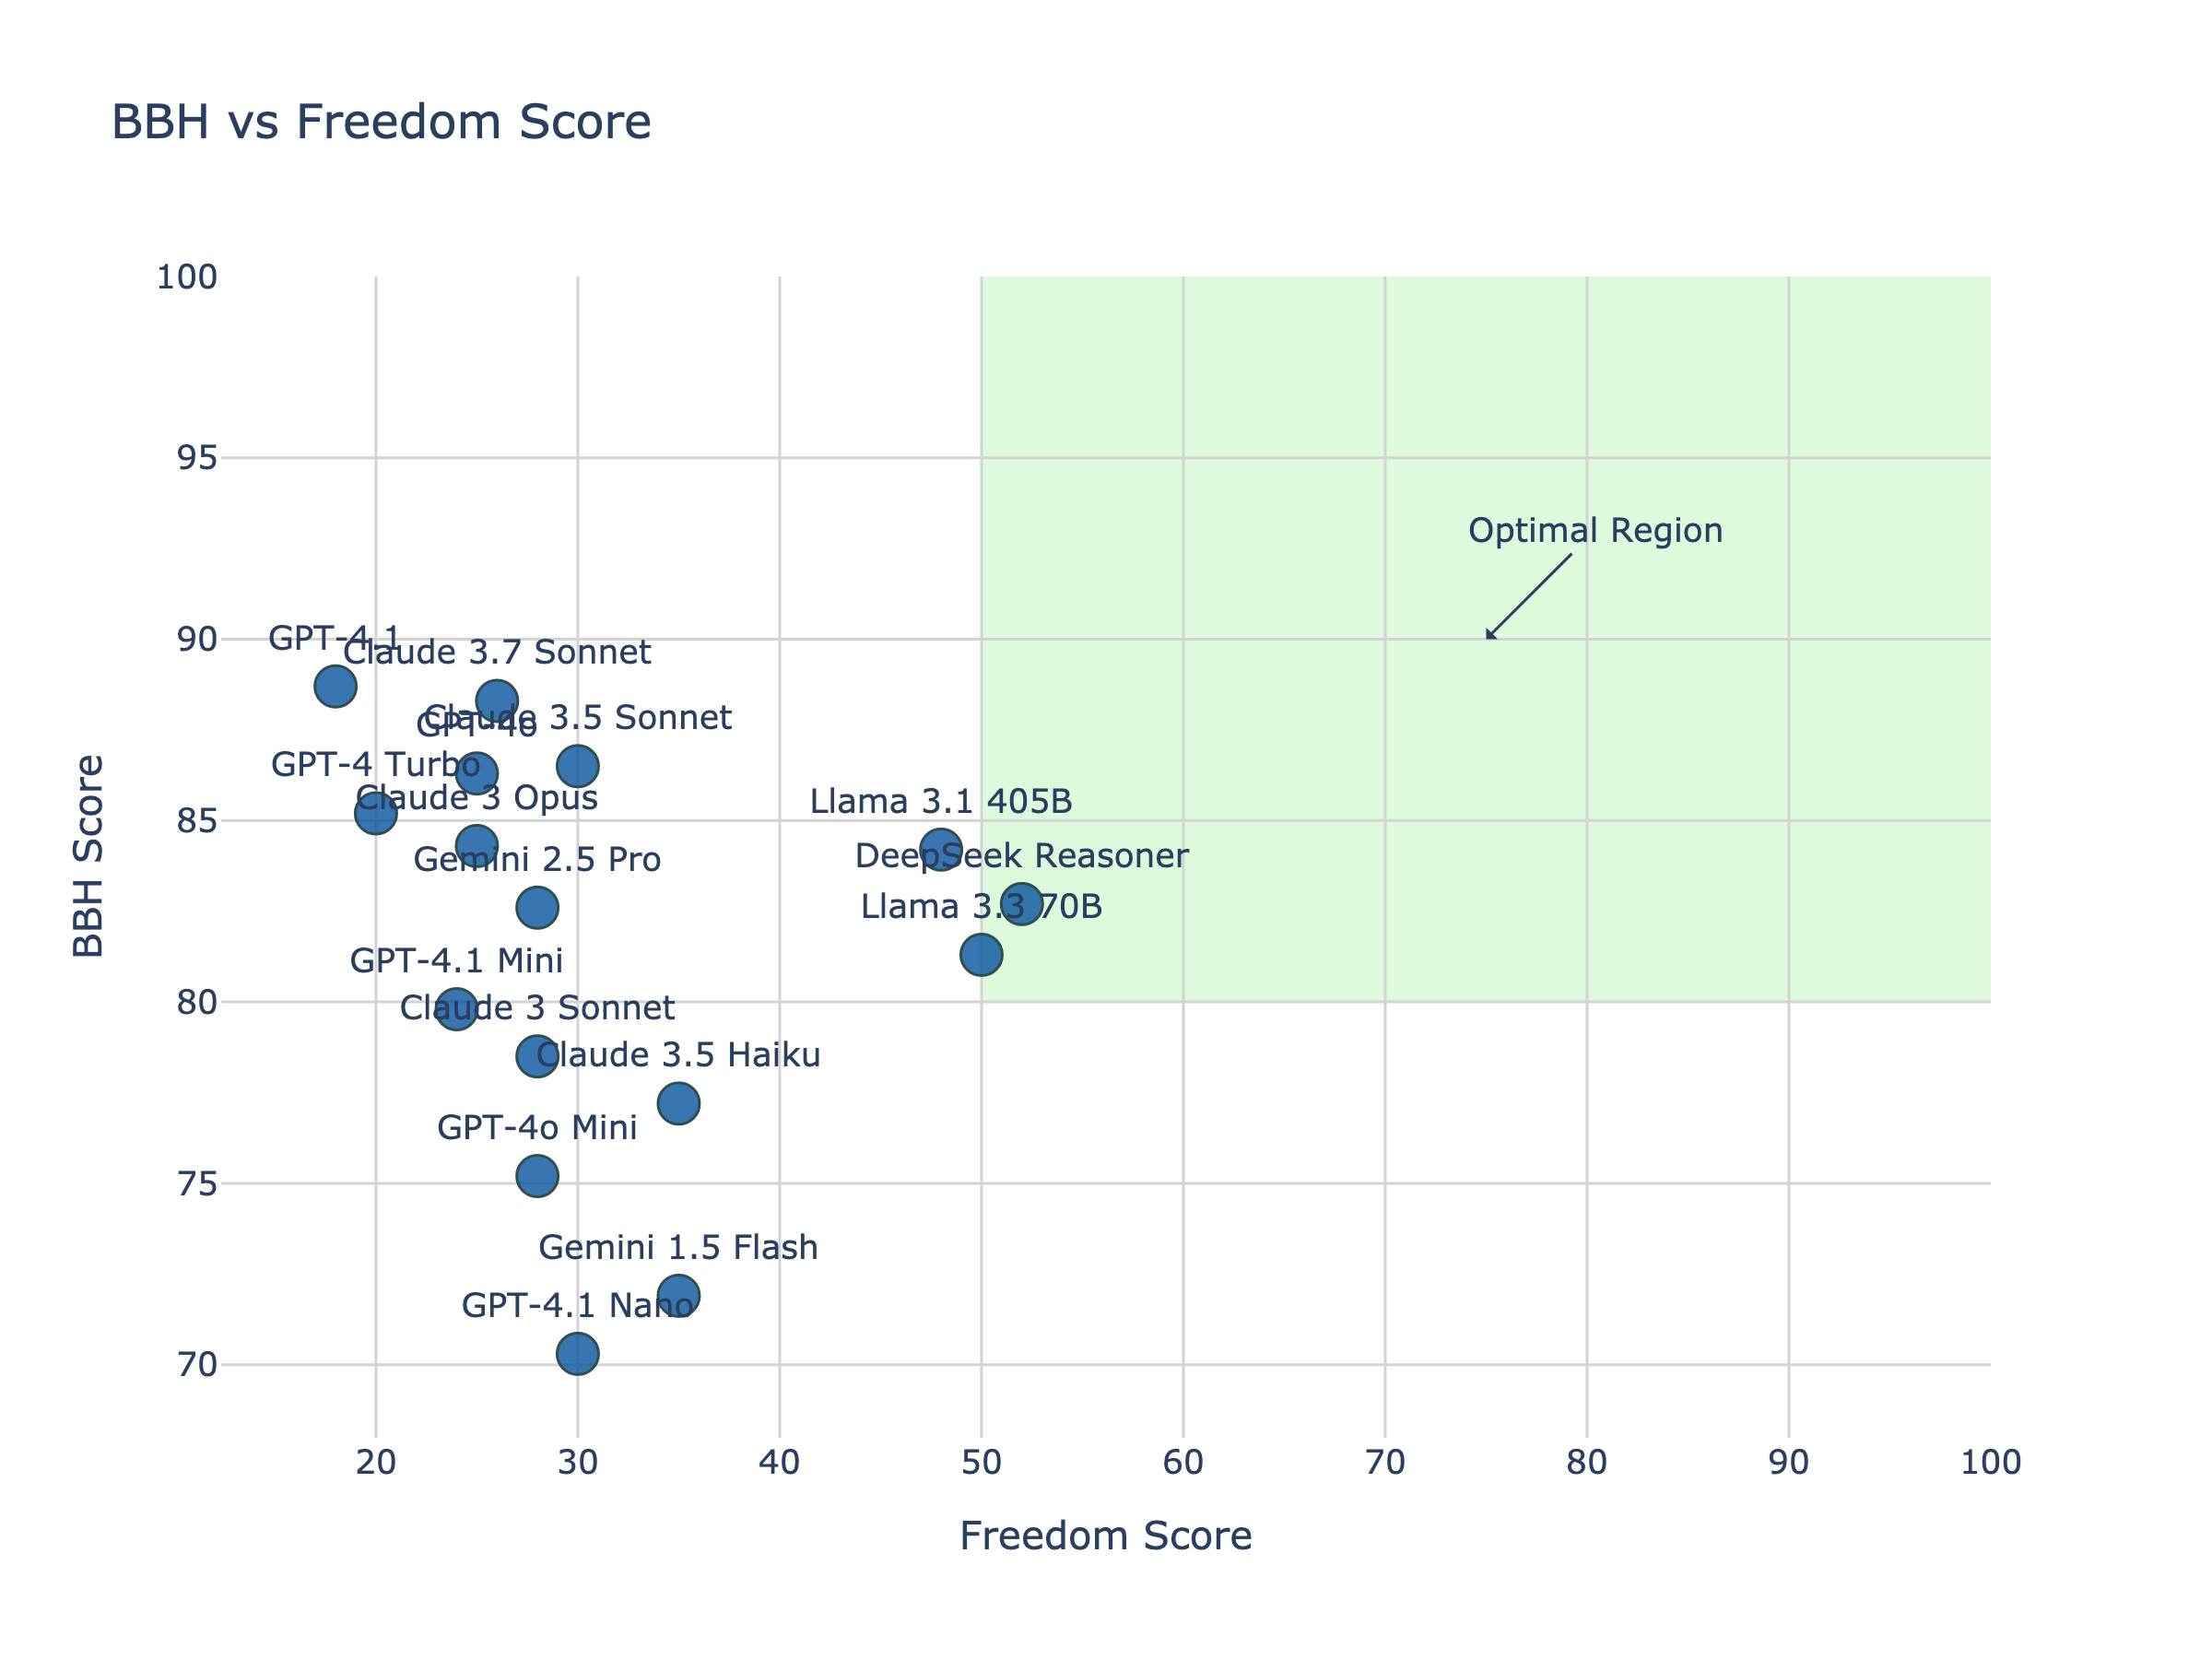 BBH vs Freedom Score
100
95
90
85
80
75
70
BBH Score
Optimal Region
GPT-4.1
Claude 3.7 Sonnet
Claude 3.5 Sonnet
GPT-4o
GPT-4 Turbo
Claude 3 Opus
Llama 3.1 405B
DeepSeek Reasoner
Gemini 2.5 Pro
Llama 3.3 70B
GPT-4.1 Mini
Claude 3 Sonnet
Claude 3.5 Haiku
GPT-4o Mini
Gemini 1.5 Flash
GPT-4.1 Nano
20 30 40 50 60 70 80 90 100
Freedom Score